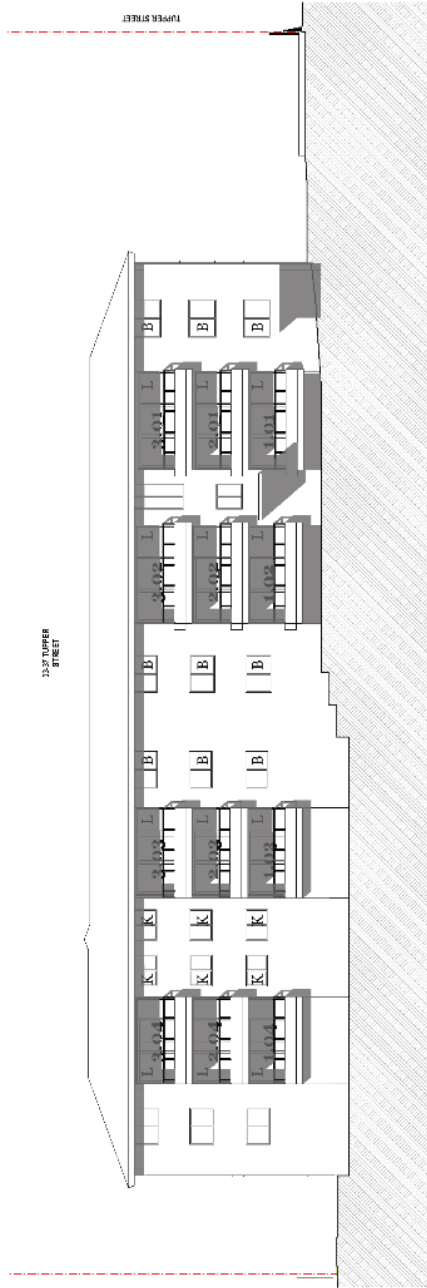 TUPPER STREET
33-37 TUPPER
STREET
L 3.04 K K 3.03 L B B 3.02 L 3.01 L B
L 2.04 K K 2.03 L B B 2.02 L 2.01 L B
L 1.04 K K 1.03 L B B 1.02 L 1.01 L B